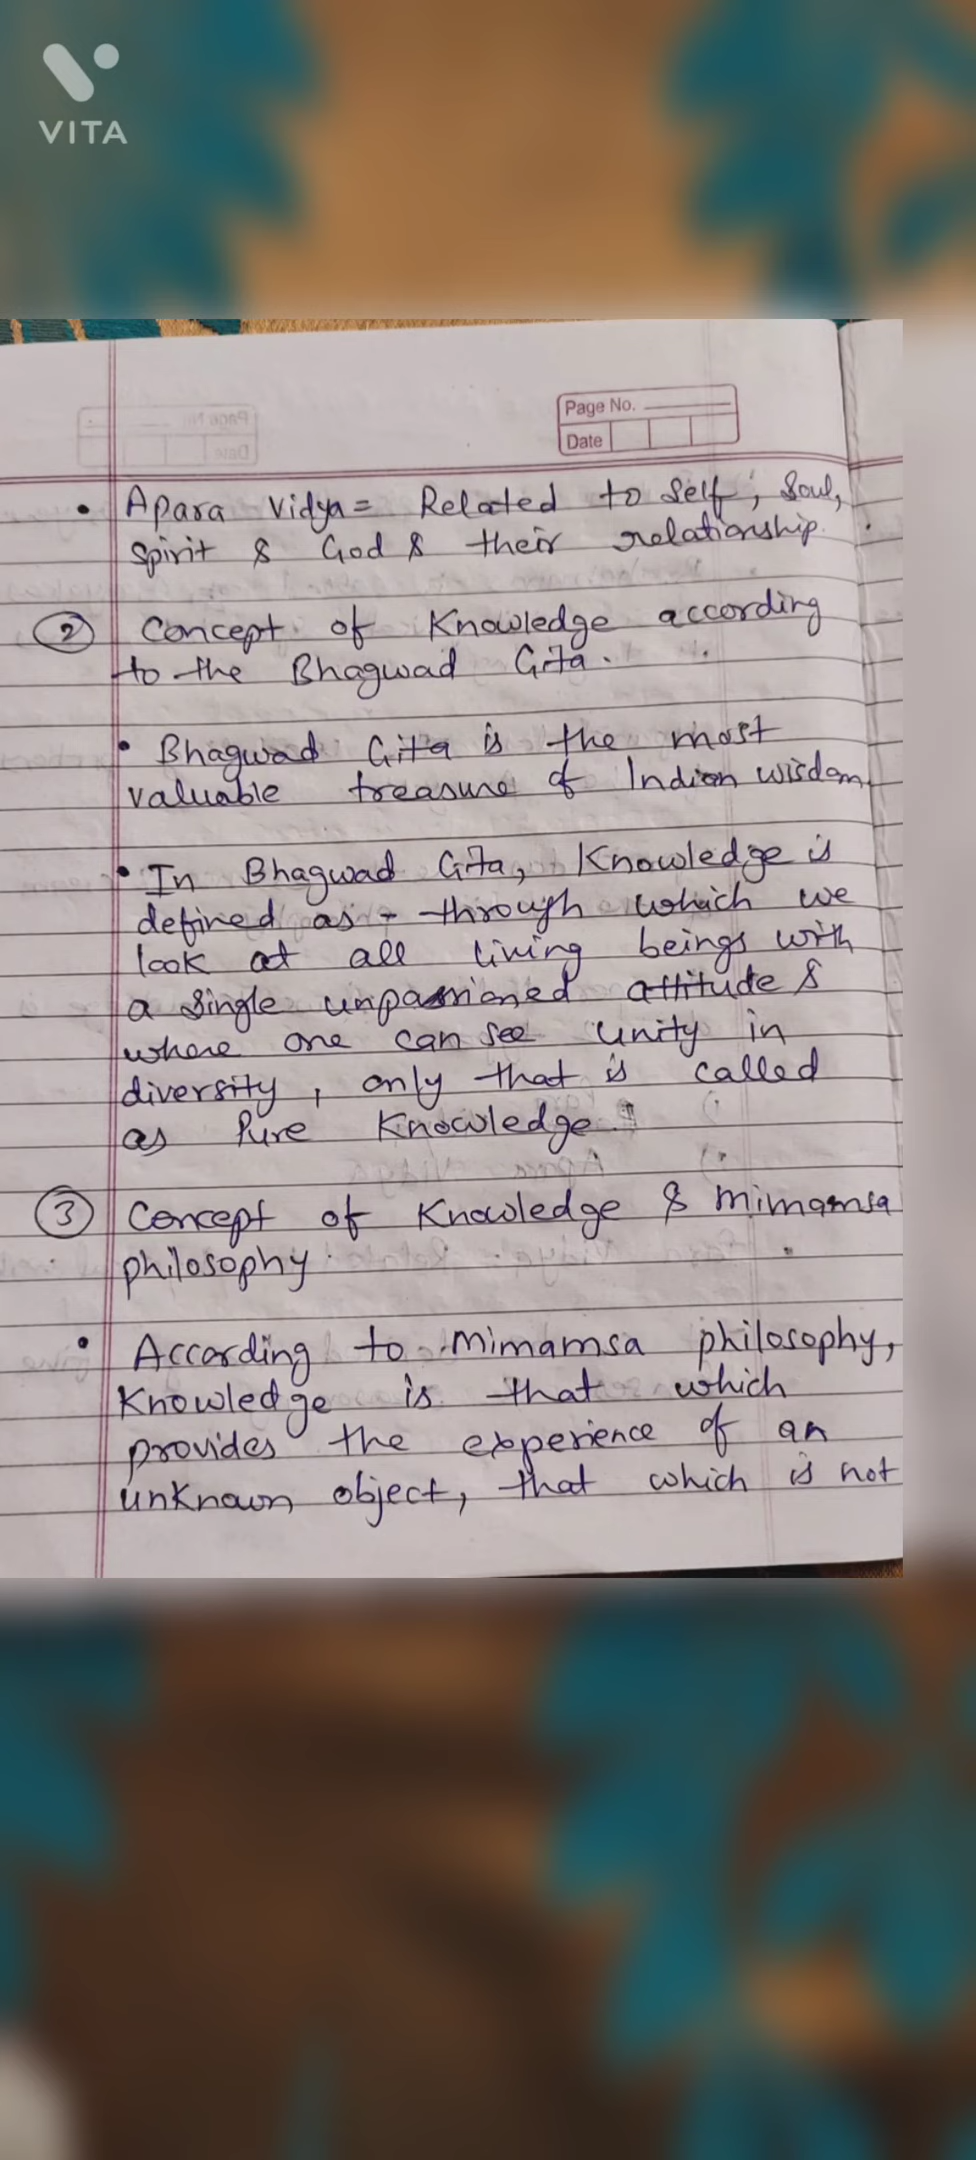 VITA
Page No.
Date
• Apara Vidya = Related to Self, Soul,
Spirit & God & their relationship.
② Concept of Knowledge according
to the Bhagwad Gita.
• Bhagwad Gita is the most
valuable treasure of Indian wisdom.
• In Bhagwad Gita, Knowledge is
defined as - through which we
look at all living beings with
a single unpassioned attitude &
where one can see unity in
diversity, only that is called
as Pure Knowledge.
③ Concept of Knowledge & Mimamsa
philosophy.
• According to Mimamsa philosophy,
Knowledge is that which
provides the experience of an
unknown object, that which is not